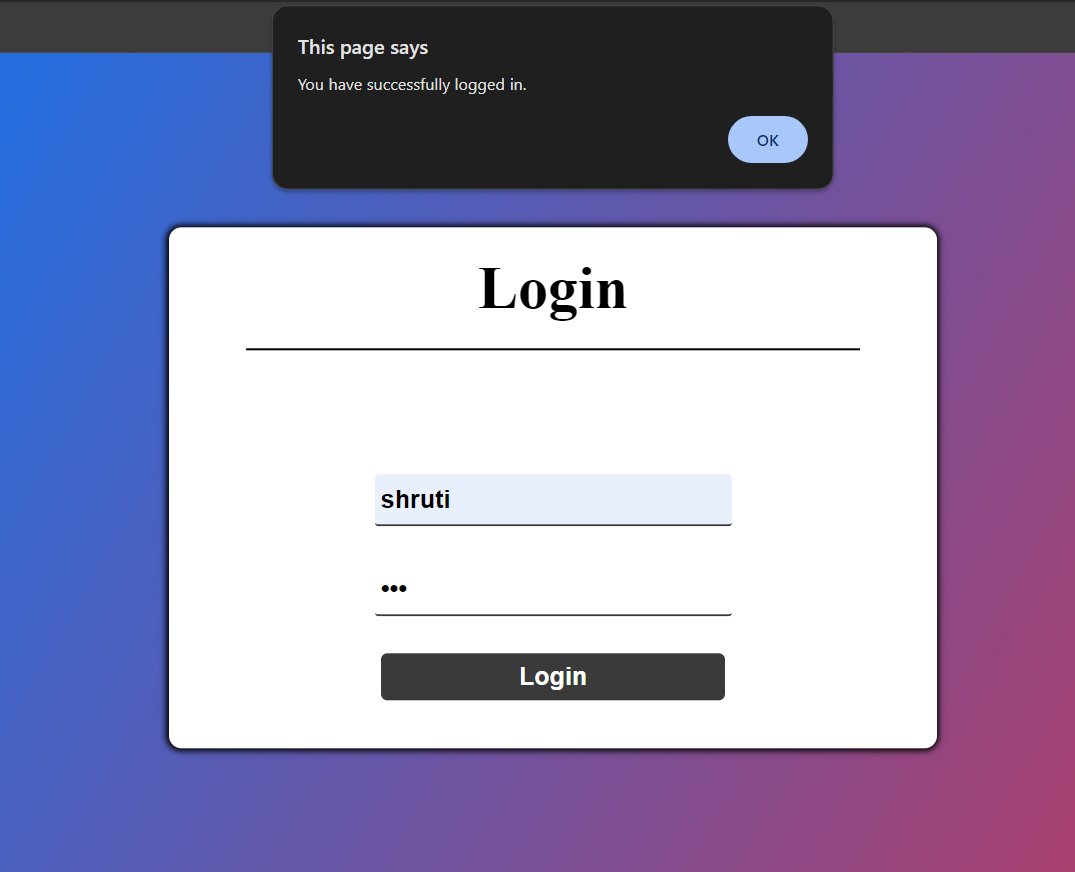 This page says
You have successfully logged in.
OK
Login
shruti
•••
Login